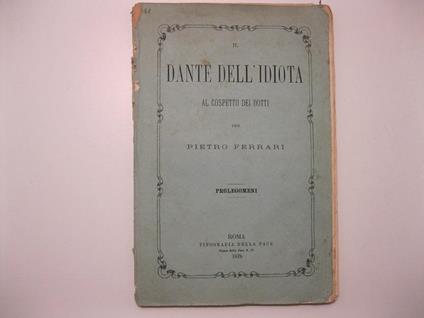 IL
DANTE DELL'IDIOTA
AL COSPETTO DEI DOTTI
PER
PIETRO FERRARI
PROLEGOMENI
ROMA
TIPOGRAFIA DELLA PACE